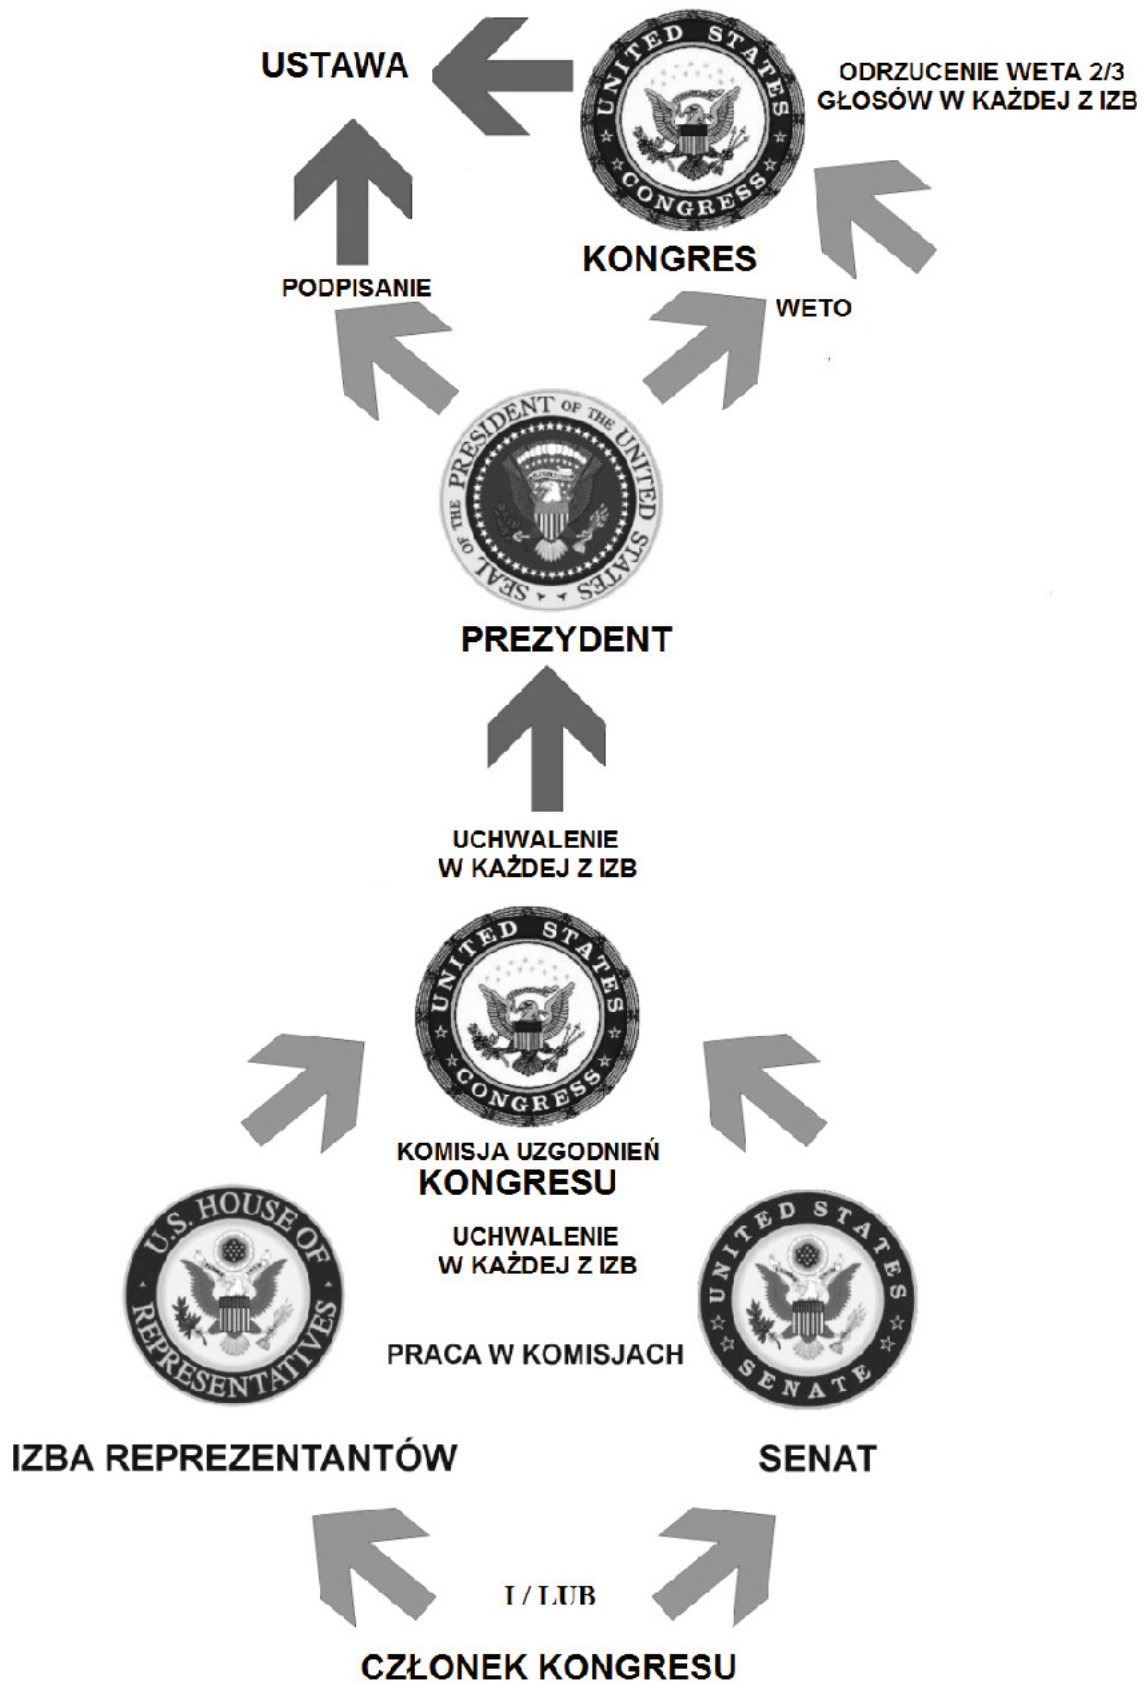 USTAWA
UNITED STATES
CONGRESS
ODRZUCENIE WETA 2/3
GŁOSÓW W KAŻDEJ Z IZB
KONGRES
PODPISANIE
WETO
SEAL OF THE PRESIDENT OF THE UNITED STATES
PREZYDENT
UCHWALENIE
W KAŻDEJ Z IZB
UNITED STATES
CONGRESS
KOMISJA UZGODNIEŃ
KONGRESU
U.S. HOUSE OF
REPRESENTATIVES
UCHWALENIE
W KAŻDEJ Z IZB
UNITED STATES
SENATE
PRACA W KOMISJACH
IZBA REPREZENTANTÓW
SENAT
I / LUB
CZŁONEK KONGRESU